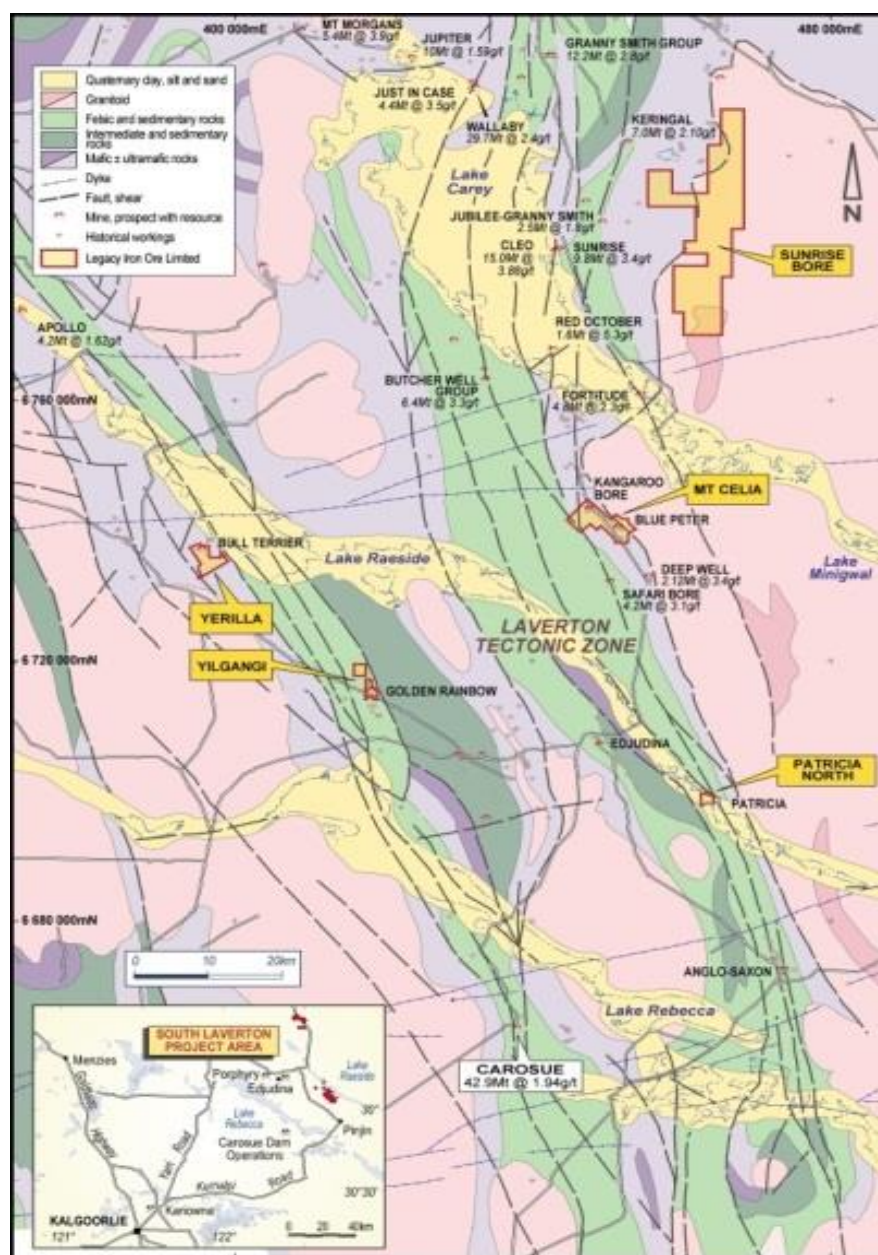 400 000mE
480 000mE
MT MORGANS
5.4Mt @ 3.9g/t
JUPITER
10Mt @ 1.59g/t
GRANNY SMITH GROUP
12.2Mt @ 2.8g/t
Quaternary clay, silt and sand
Granitoid
Felsic and sedimentary rocks
Intermediate and sedimentary
rocks
Mafic ± ultramafic rocks
Dyke
Fault, shear
Mine, prospect with resource
Historical workings
Legacy Iron Ore Limited
JUST IN CASE
4.4Mt @ 3.5g/t
WALLABY
29.7Mt @ 2.4g/t
KERINGAL
7.0Mt @ 2.10g/t
Lake
Carey
N
JUBILEE-GRANNY SMITH
2.5Mt @ 1.8g/t
CLEO
15.0Mt @
3.86g/t
SUNRISE
9.8Mt @ 3.4g/t
SUNRISE
BORE
APOLLO
4.2Mt @ 1.62g/t
RED OCTOBER
1.6Mt @ 5.3g/t
BUTCHER WELL
GROUP
6.4Mt @ 3.3g/t
6 760 000mN
FORTITUDE
4.8Mt @ 2.3g/t
KANGAROO
BORE
MT CELIA
BLUE PETER
BULL TERRIER
Lake Raeside
Lake
Minigwal
DEEP WELL
2.12Mt @ 3.4g/t
SAFARI BORE
4.2Mt @ 3.1g/t
YERILLA
LAVERTON
TECTONIC ZONE
6 720 000mN
YILGANGI
GOLDEN RAINBOW
EDJUDINA
PATRICIA
NORTH
PATRICIA
6 680 000mN
0 10 20km
ANGLO-SAXON
Lake Rebecca
CAROSUE
42.9Mt @ 1.94g/t
SOUTH LAVERTON
PROJECT AREA
Menzies
Porphyry
Edjudina
Lake
Raeside
Goldfields
Highway
Yarri Road
Lake
Rebecca
30°
Pinjin
Carosue Dam
Operations
Kurnalpi Road
30°30'
Kanowna
KALGOORLIE
121°
122°
0 20 40km